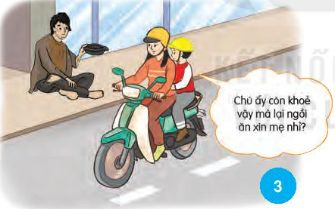 Chú ấy còn khoẻ
vậy mà lại ngồi
ăn xin mẹ nhỉ?
3